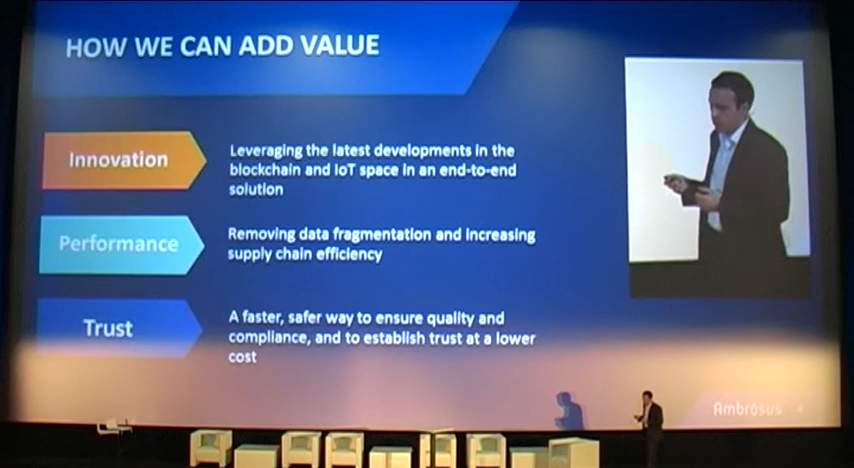 HOW WE CAN ADD VALUE
Innovation
Leveraging the latest developments in the
blockchain and IoT space in an end-to-end
solution
Performance
Removing data fragmentation and increasing
supply chain efficiency
Trust
A faster, safer way to ensure quality and
compliance, and to establish trust at a lower
cost
Ambrosus 4